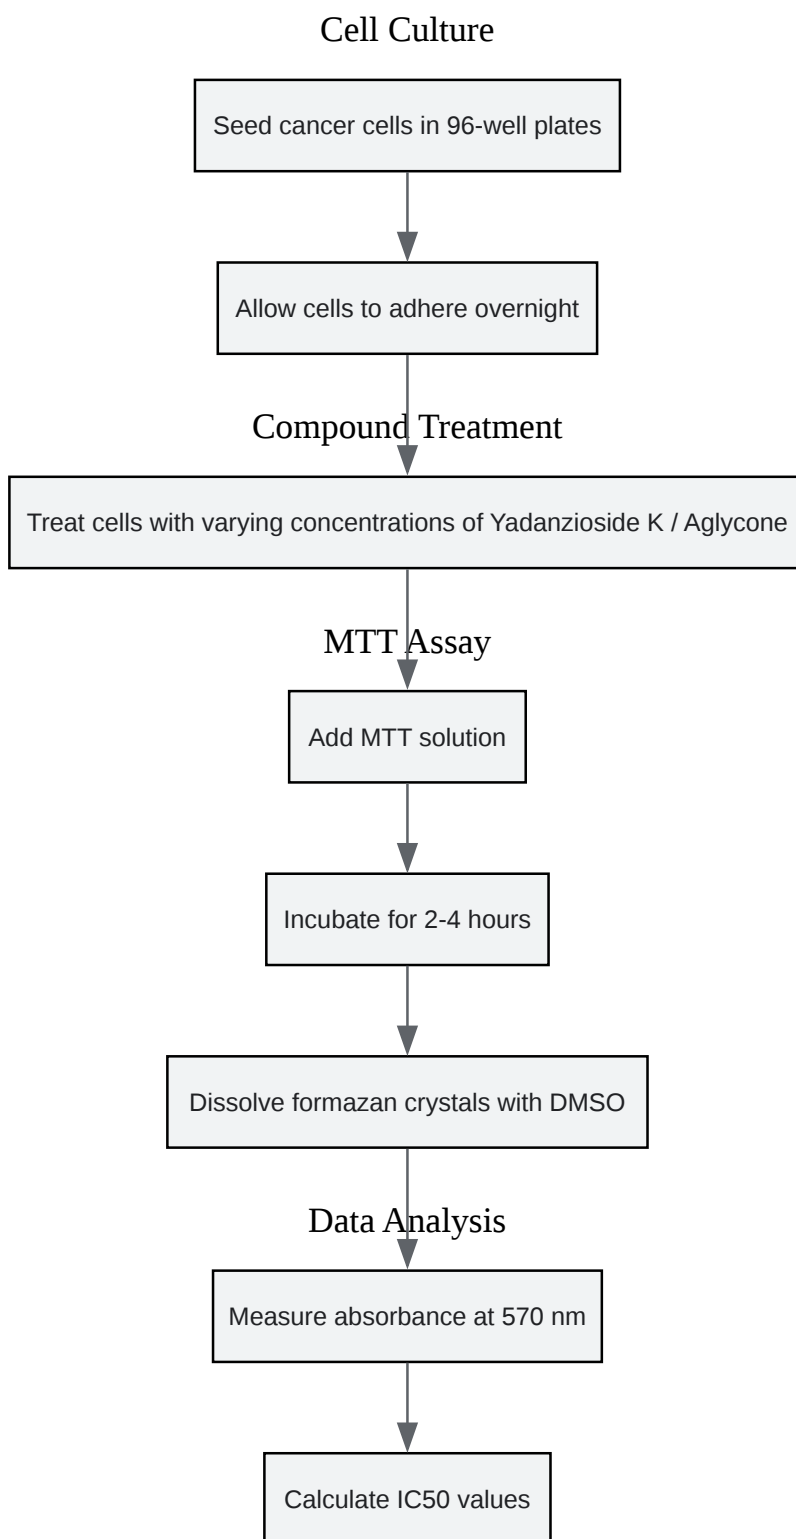 Cell Culture
Seed cancer cells in 96-well plates
Allow cells to adhere overnight
Compound Treatment
Treat cells with varying concentrations of Yadanzioside K / Aglycone
MTT Assay
Add MTT solution
Incubate for 2-4 hours
Dissolve formazan crystals with DMSO
Data Analysis
Measure absorbance at 570 nm
Calculate IC50 values